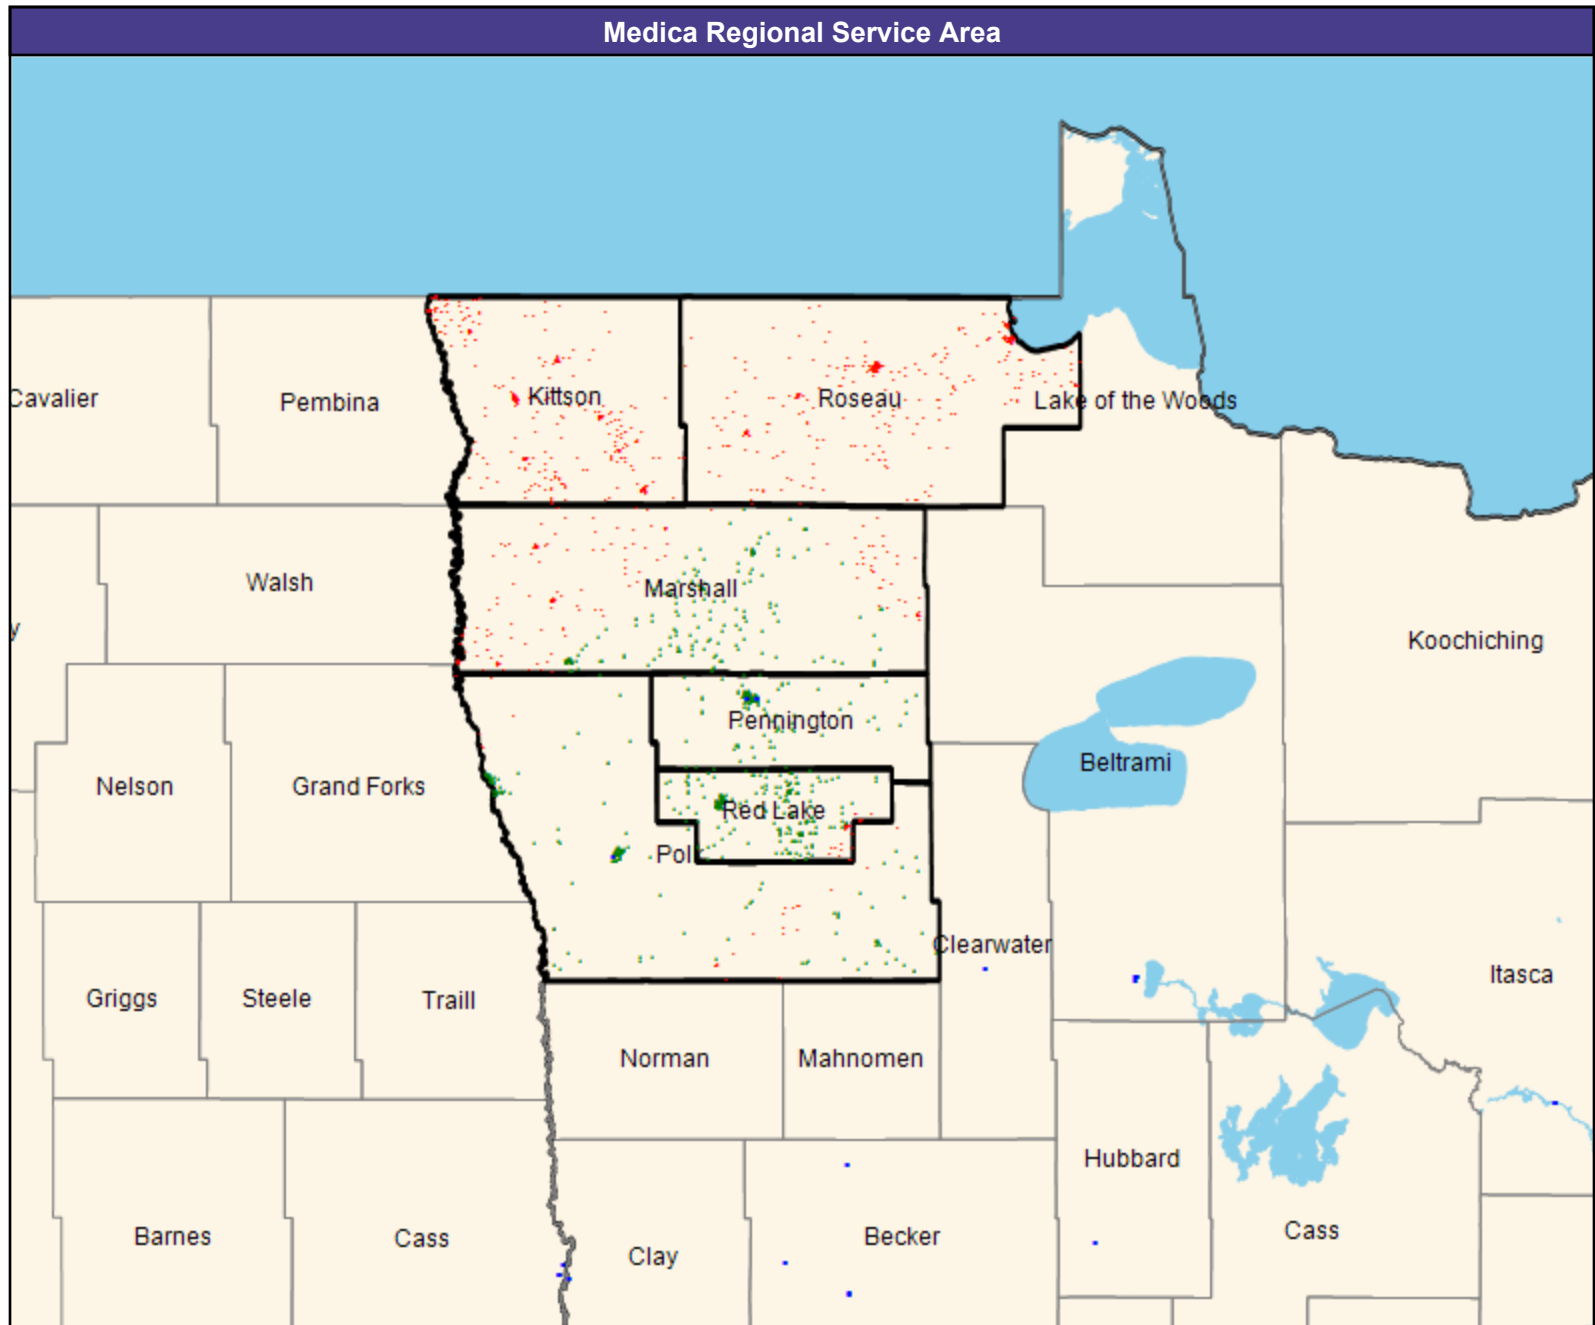 Medica Regional Service Area
Kittson
Roseau
Lake of the Woods
Cavalier
Pembina
Walsh
Marshall
y
Koochiching
Pennington
Beltrami
Nelson
Grand Forks
Red Lake
Pol
Clearwater
Itasca
Griggs
Steele
Traill
Norman
Mahnomen
Hubbard
Barnes
Cass
Clay
Becker
Cass